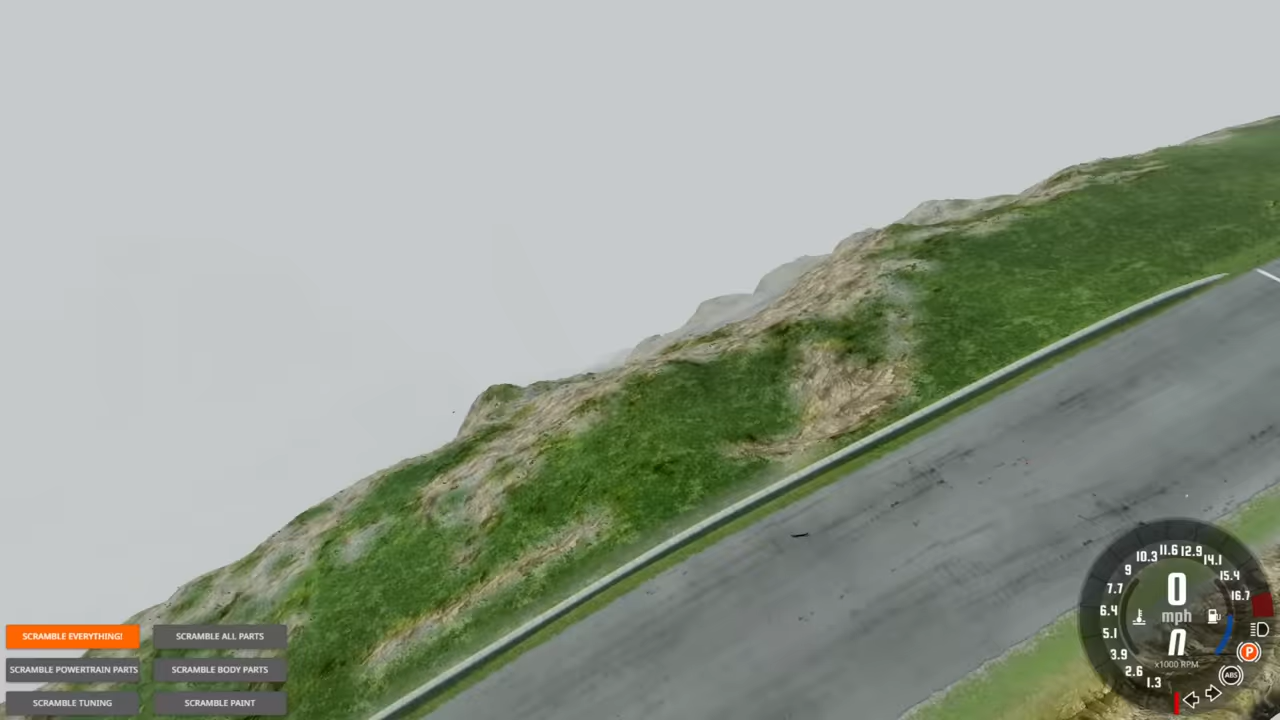 SCRAMBLE EVERYTHING!
SCRAMBLE ALL PARTS
SCRAMBLE POWERTRAIN PARTS
SCRAMBLE BODY PARTS
SCRAMBLE TUNING
SCRAMBLE PAINT
1.3
2.6
3.9
5.1
6.4
7.7
9
10.3
11.6
12.9
14.1
15.4
16.7
0
mph
n
x1000 RPM
P
ABS